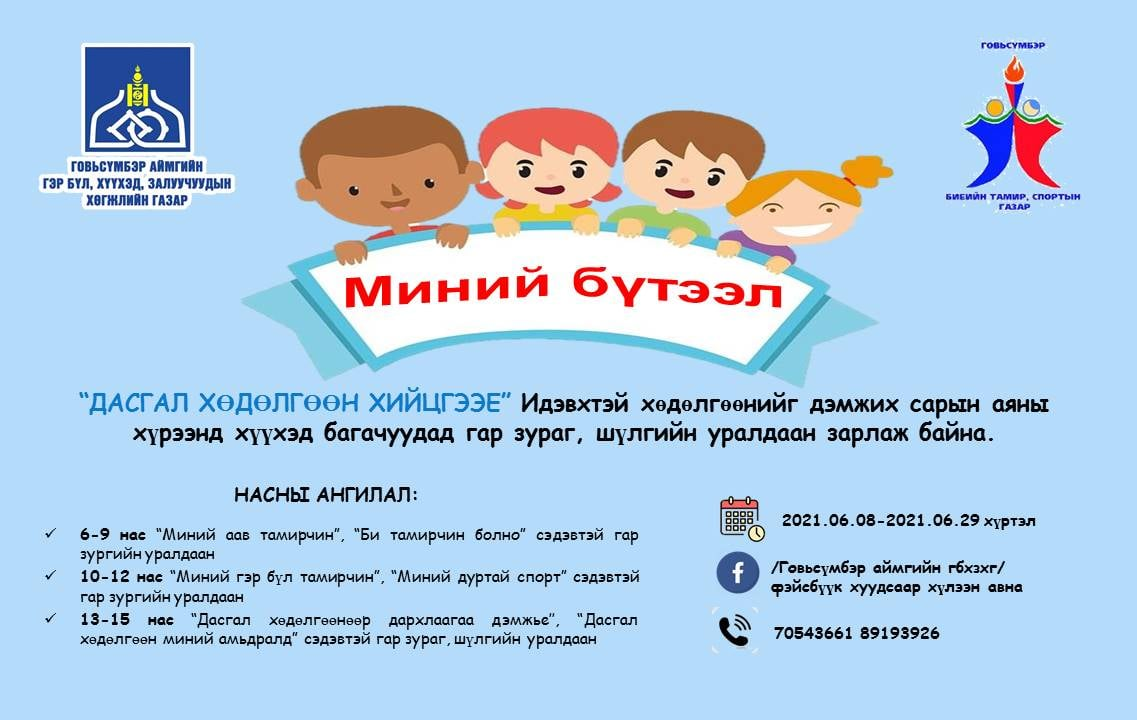 ГОВЬСҮМБЭР АЙМГИЙН
ГЭР БҮЛ, ХҮҮХЭД, ЗАЛУУЧУУДЫН
ХӨГЖЛИЙН ГАЗАР
ГОВЬСҮМБЭР
БИЕИЙН ТАМИР, СПОРТЫН
ГАЗАР
Миний бүтээл
“ДАСГАЛ ХӨДӨЛГӨӨН ХИЙЦГЭЭЕ” Идэвхтэй хөдөлгөөнийг дэмжих сарын аяны
хүрээнд хүүхэд багачуудад гар зураг, шүлгийн уралдаан зарлаж байна.
НАСНЫ АНГИЛАЛ:
✓ 6-9 нас “Миний аав тамирчин”, “Би тамирчин болно” сэдэвтэй гар
зургийн уралдаан
✓ 10-12 нас “Миний гэр бүл тамирчин”, “Миний дуртай спорт” сэдэвтэй
гар зургийн уралдаан
✓ 13-15 нас “Дасгал хөдөлгөөнөөр дархлаагаа дэмжье”, “Дасгал
хөдөлгөөн миний амьдралд” сэдэвтэй гар зураг, шүлгийн уралдаан
2021.06.08-2021.06.29 хүртэл
/Говьсүмбэр аймгийн гбхзхг/
фэйсбүүк хуудсаар хүлээн авна
70543661 89193926